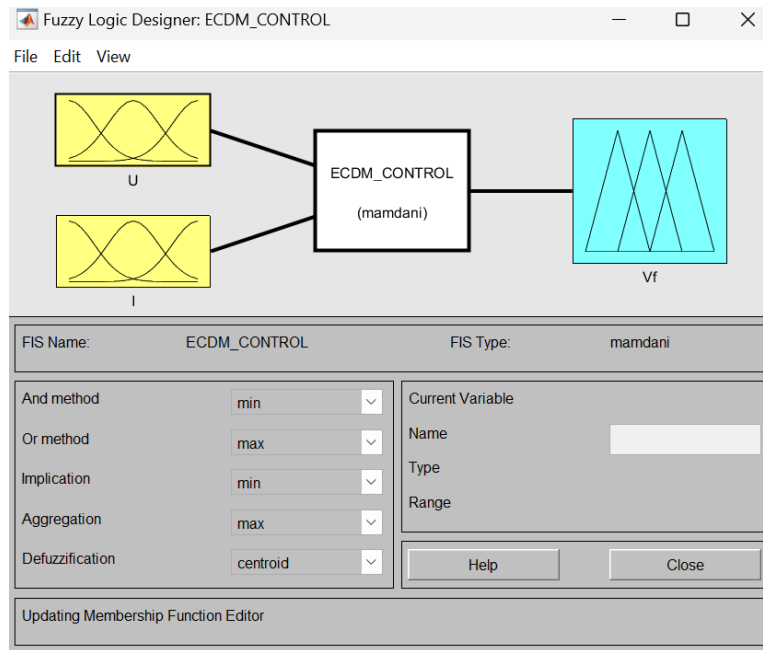 Fuzzy Logic Designer: ECDM_CONTROL
File Edit View
U
I
ECDM_CONTROL
(mamdani)
Vf
FIS Name: ECDM_CONTROL FIS Type: mamdani
And method min
Or method max
Implication min
Aggregation max
Defuzzification centroid
Current Variable
Name
Type
Range
Help Close
Updating Membership Function Editor